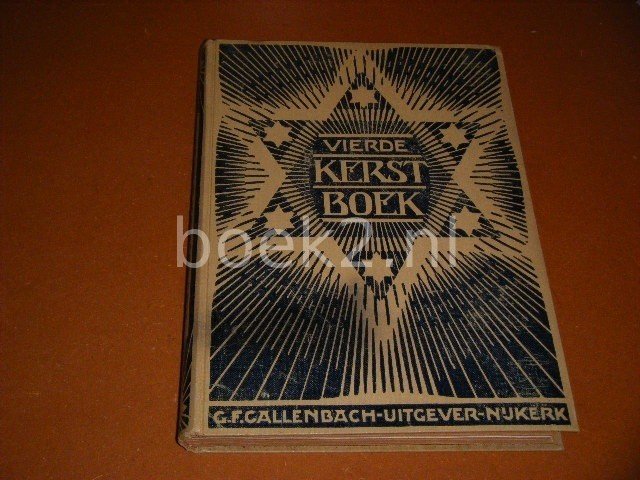 VIERDE
KERST
BOEK
boek2.nl
G.F. CALLENBACH-UITGEVER-NIJKERK